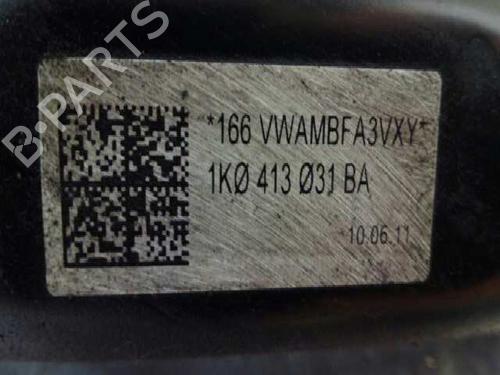 B-PARTS
*166 VWAMBFA3VXY*
1KØ 413 Ø31 BA
10.06.11